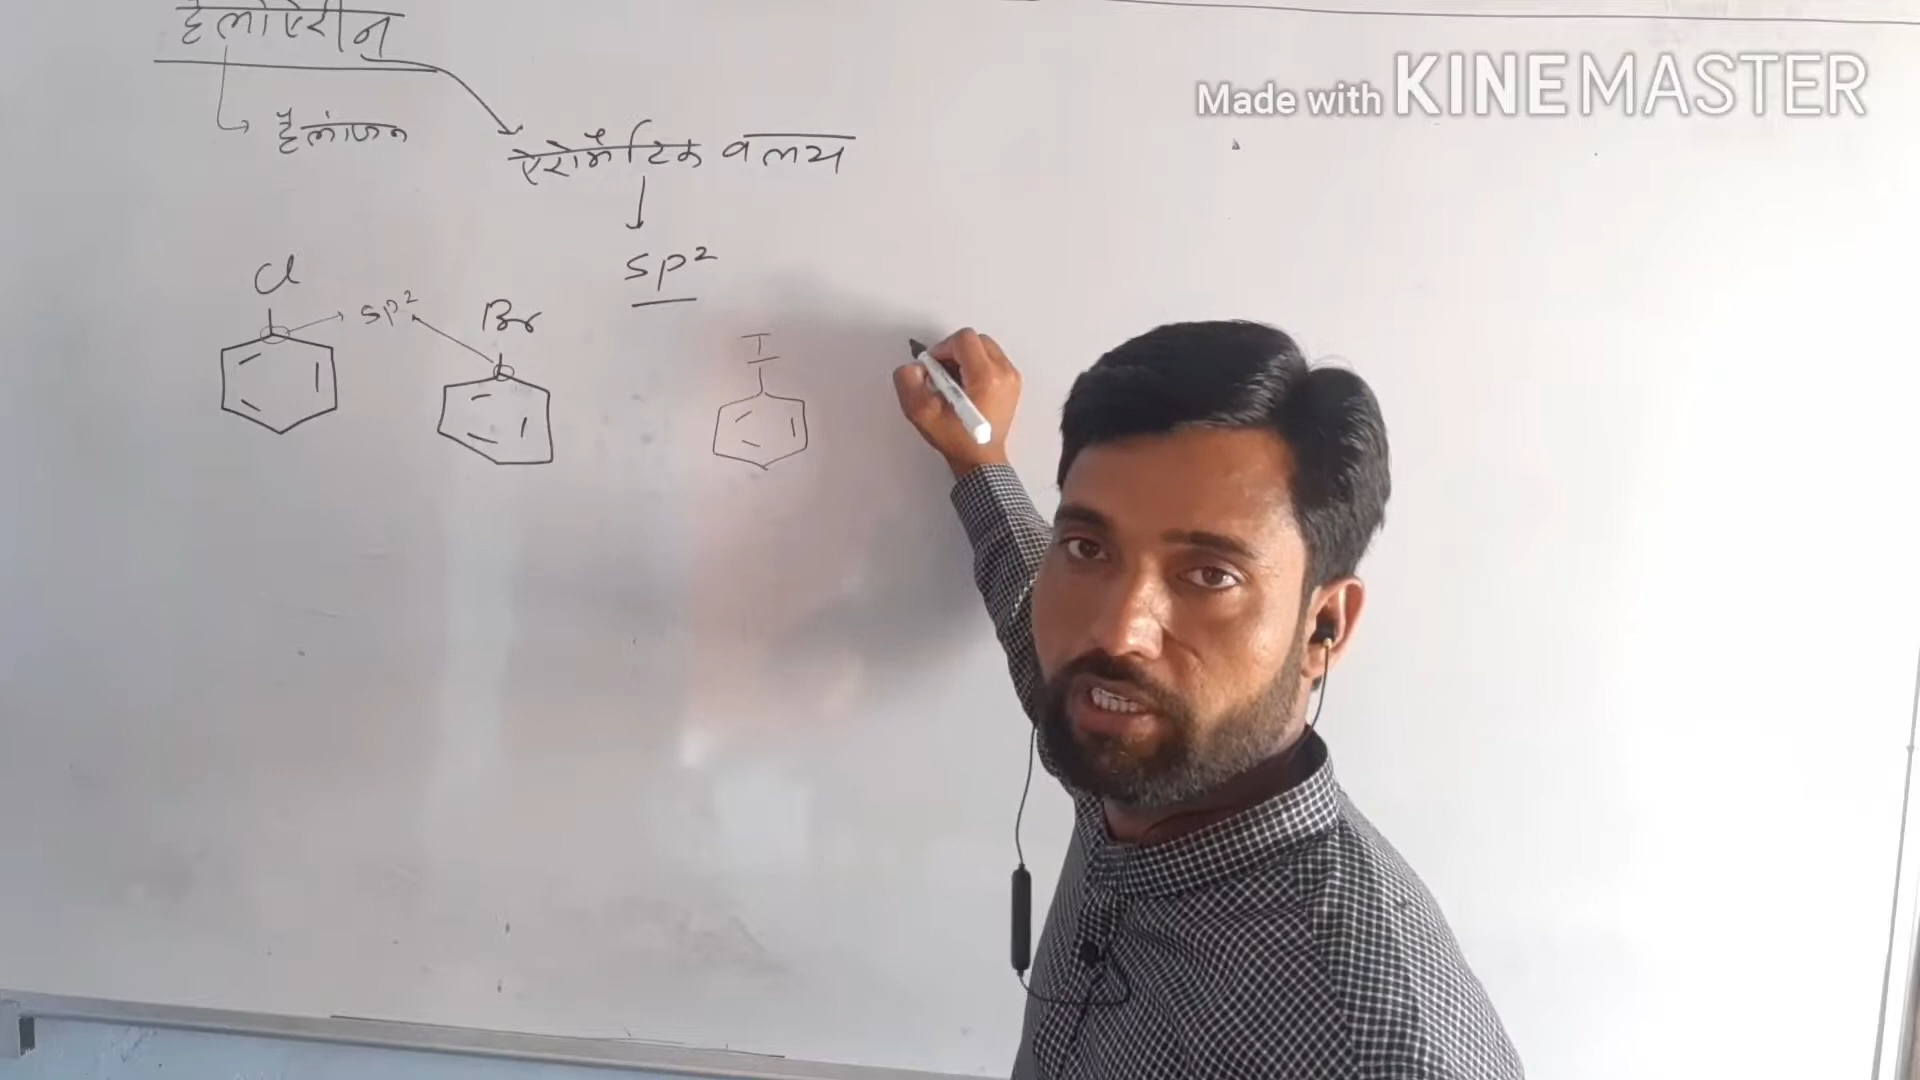 हैलोऐरीन
Made with KINEMASTER
हैलोजन
ऐरोमैटिक वलय
sp²
Cl
sp²
Br
I